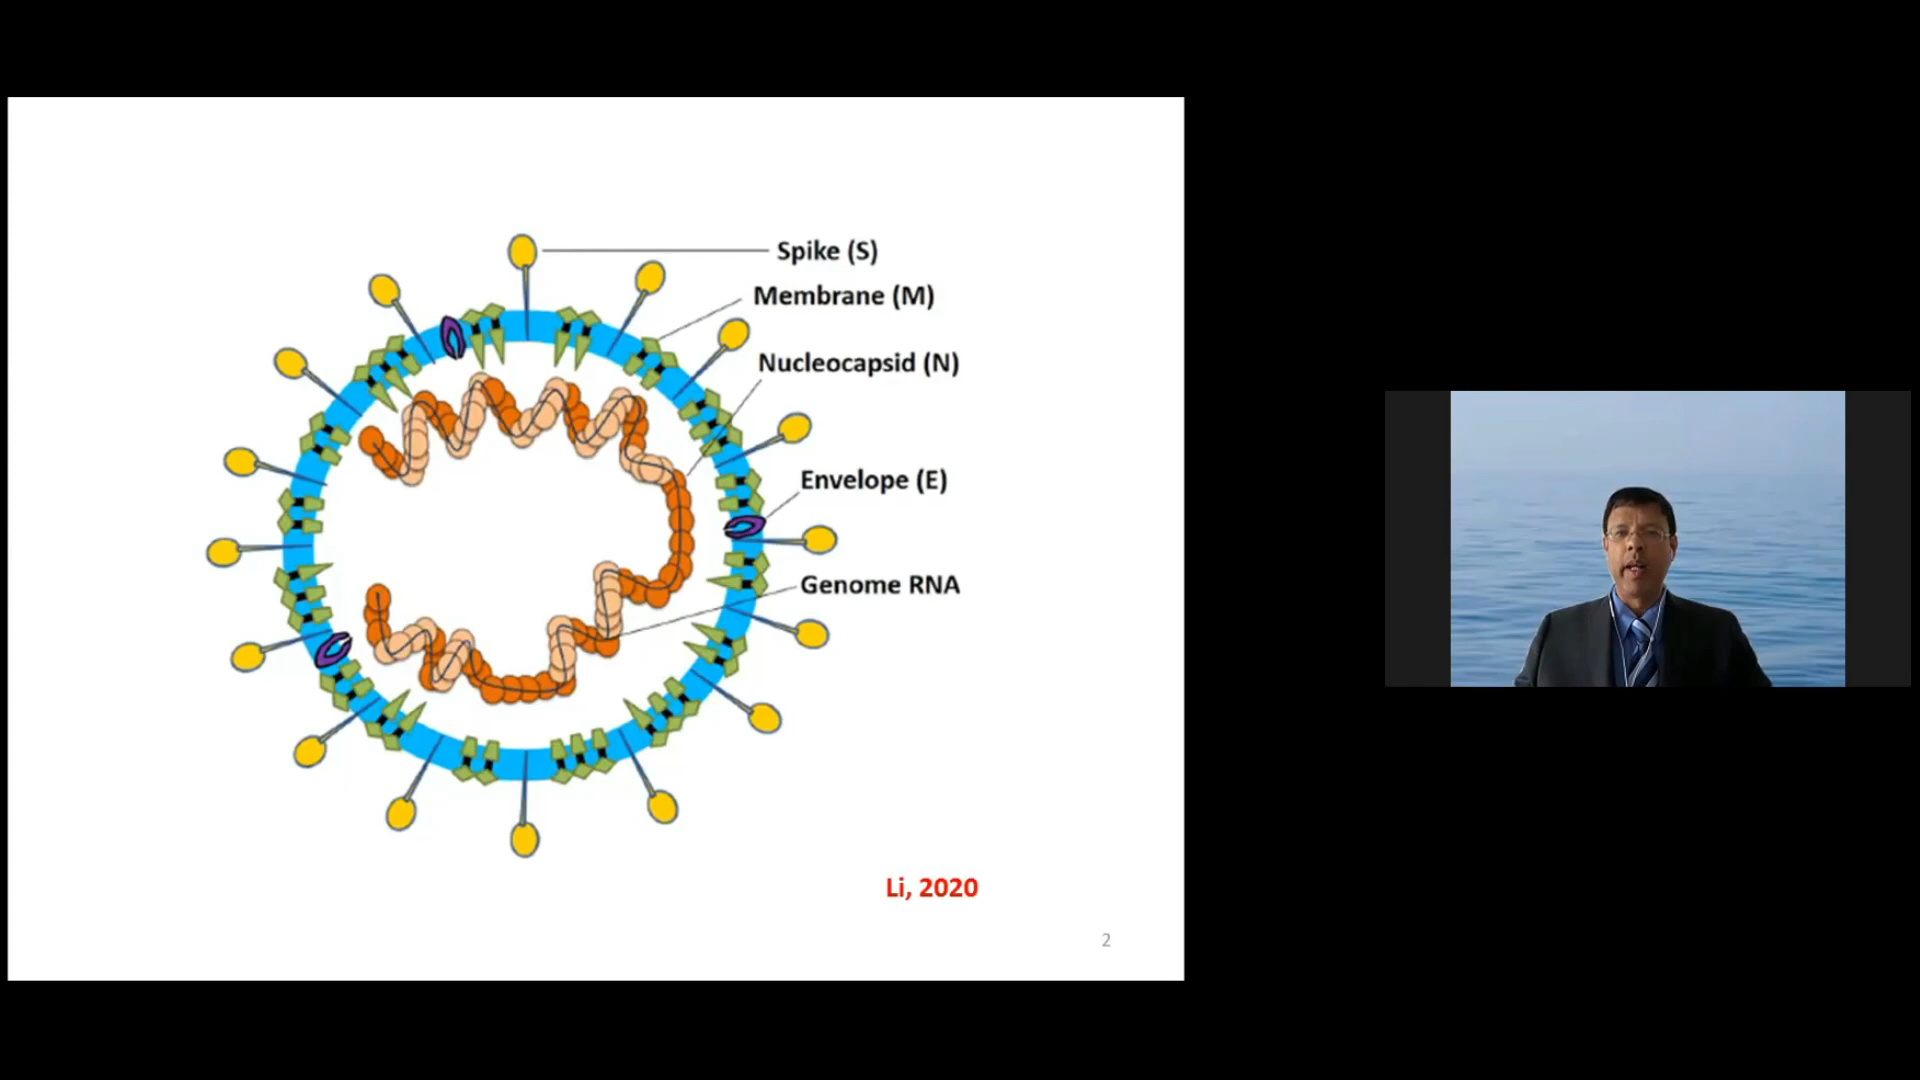 Spike (S)
Membrane (M)
Nucleocapsid (N)
Envelope (E)
Genome RNA
Li, 2020
2